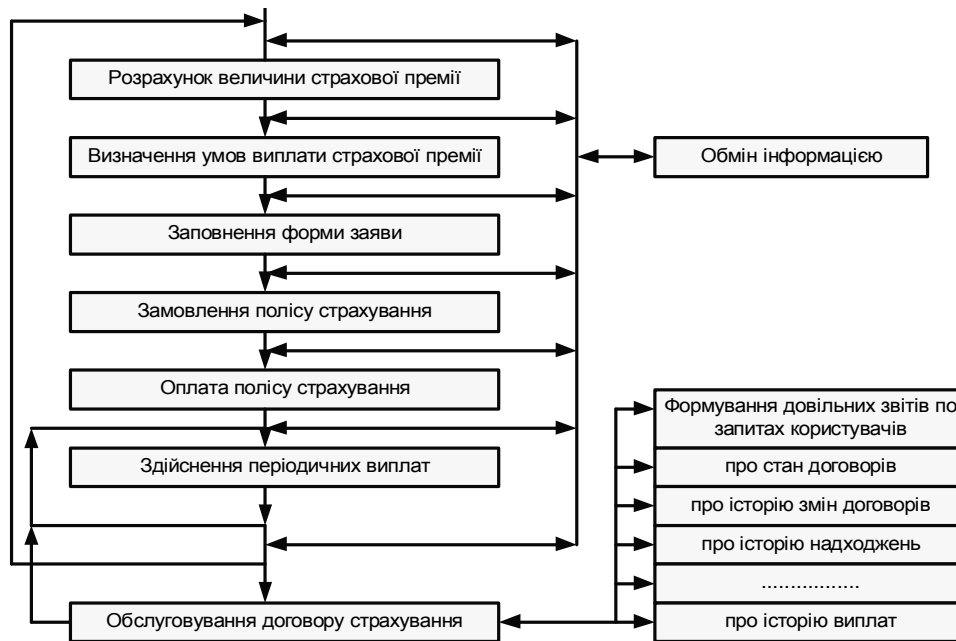 Розрахунок величини страхової премії
Визначення умов виплати страхової премії
Обмін інформацією
Заповнення форми заяви
Замовлення полісу страхування
Оплата полісу страхування
Здійснення періодичних виплат
Обслуговування договору страхування
Формування довільних звітів по
запитах користувачів
про стан договорів
про історію змін договорів
про історію надходжень
.................
про історію виплат